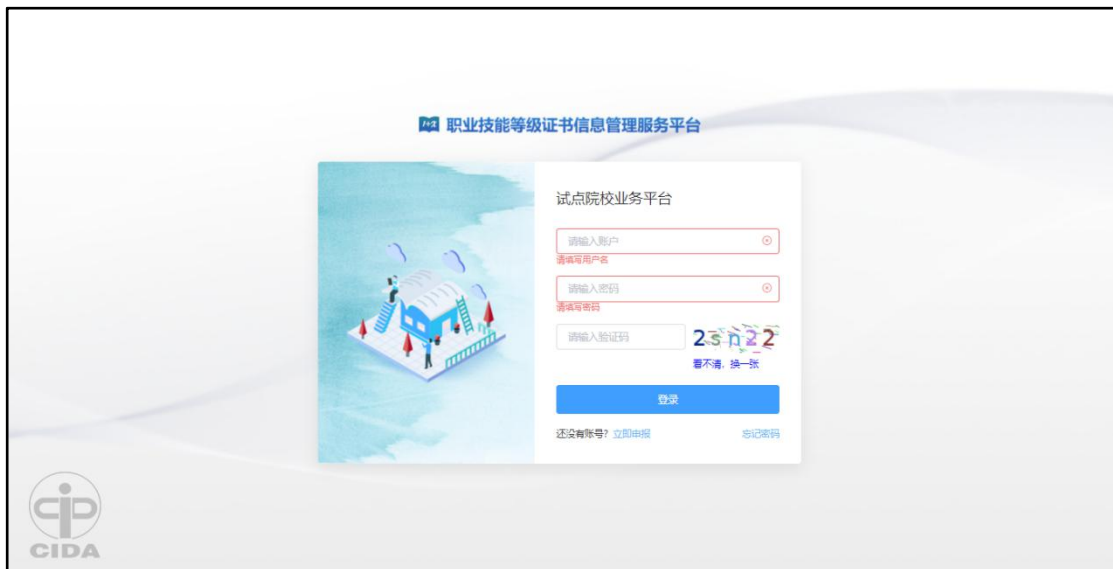 1+X 职业技能等级证书信息管理服务平台
试点院校业务平台
请输入账户
请填写用户名
请输入密码
请填写密码
请输入验证码 2sn22
看不清，换一张
登录
还没有账号？立即申报 忘记密码
CIDA